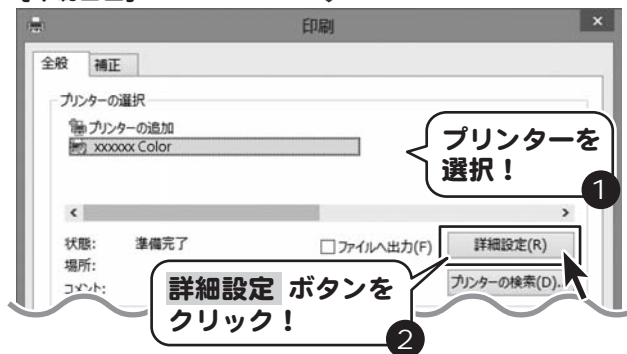 印刷
×
全般 補正
プリンターの選択
プリンターの追加
xxxxxx Color
プリンターを
選択！
1
状態: 準備完了
ファイルへ出力(F)
詳細設定(R)
場所:
コメント:
プリンターの検索(D)...
詳細設定 ボタンを
クリック！
2